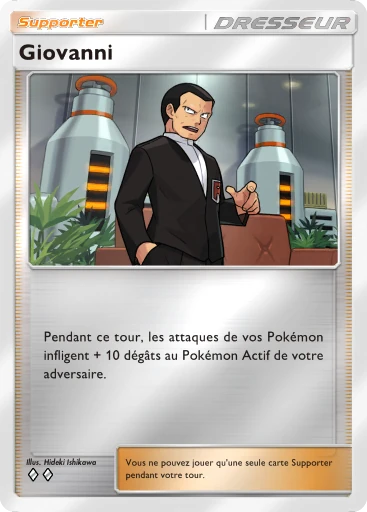 Supporter
DRESSEUR
Giovanni
Pendant ce tour, les attaques de vos Pokémon
infligent + 10 dégâts au Pokémon Actif de votre
adversaire.
Illus. Hideki Ishikawa
Vous ne pouvez jouer qu'une seule carte Supporter
pendant votre tour.